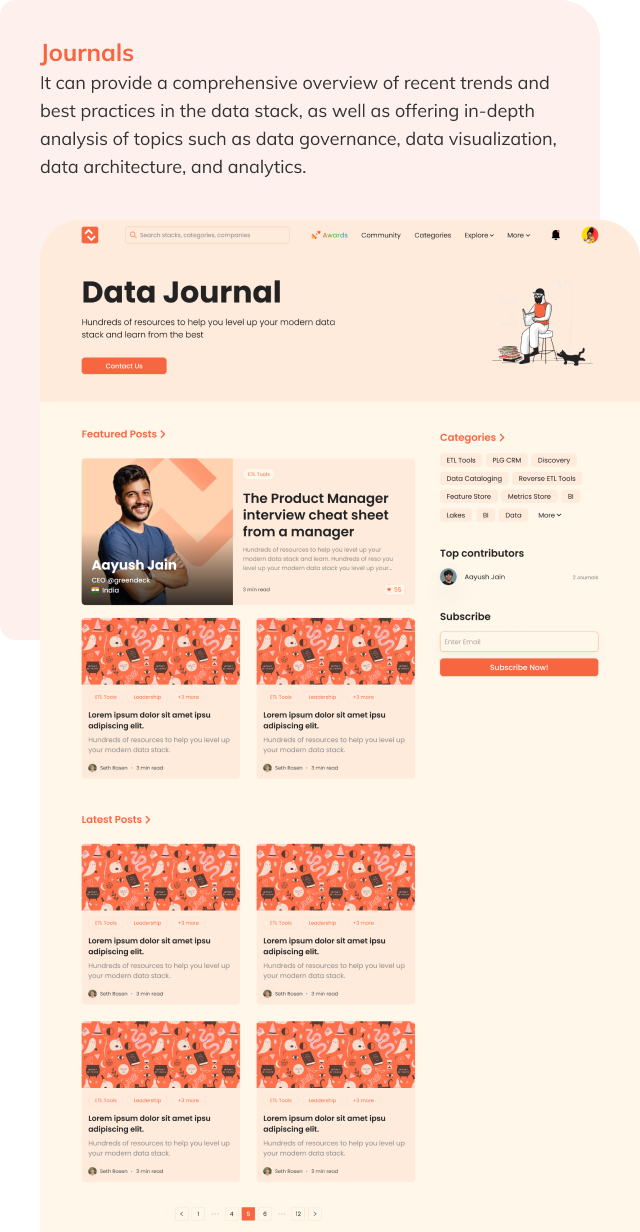 Journals
It can provide a comprehensive overview of recent trends and
best practices in the data stack, as well as offering in-depth
analysis of topics such as data governance, data visualization,
data architecture, and analytics.
Search stacks, categories, companies
Awards
Community
Categories
Explore
More
Data Journal
Hundreds of resources to help you level up your modern data
stack and learn from the best
Contact Us
Featured Posts
Aayush Jain
CEO @greendeck
India
ETL Tools
The Product Manager
interview cheat sheet
from a manager
Hundreds of resources to help you level up your
modern data stack and learn. Hundreds of reso you
level up your modern data stack you level up your...
3 min read
55
ETL Tools Leadership +3 more
Lorem ipsum dolor sit amet ipsu
adipiscing elit.
Hundreds of resources to help you level up
your modern data stack.
Seth Rosen - 3 min read
ETL Tools Leadership +3 more
Lorem ipsum dolor sit amet ipsu
adipiscing elit.
Hundreds of resources to help you level up
your modern data stack.
Seth Rosen - 3 min read
Latest Posts
ETL Tools Leadership +3 more
Lorem ipsum dolor sit amet ipsu
adipiscing elit.
Hundreds of resources to help you level up
your modern data stack.
Seth Rosen - 3 min read
ETL Tools Leadership +3 more
Lorem ipsum dolor sit amet ipsu
adipiscing elit.
Hundreds of resources to help you level up
your modern data stack.
Seth Rosen - 3 min read
ETL Tools Leadership +3 more
Lorem ipsum dolor sit amet ipsu
adipiscing elit.
Hundreds of resources to help you level up
your modern data stack.
Seth Rosen - 3 min read
ETL Tools Leadership +3 more
Lorem ipsum dolor sit amet ipsu
adipiscing elit.
Hundreds of resources to help you level up
your modern data stack.
Seth Rosen - 3 min read
< 1 ... 4 5 6 ... 12 >
Categories
ETL Tools PLG CRM Discovery
Data Cataloging Reverse ETL Tools
Feature Store Metrics Store BI
Lakes BI Data More
Top contributors
Aayush Jain 2 Journals
Subscribe
Enter Email
Subscribe Now!